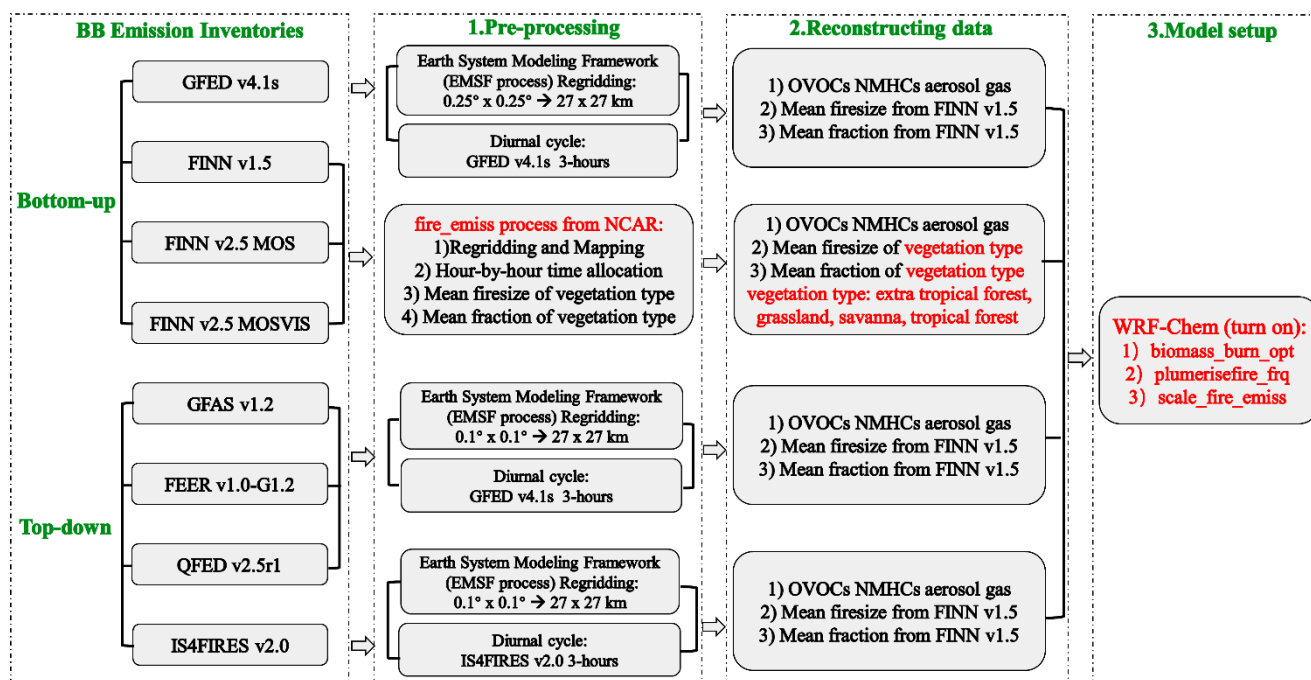 BB Emission Inventories
Bottom-up
GFED v4.1s
FINN v1.5
FINN v2.5 MOS
FINN v2.5 MOSVIS
Top-down
GFAS v1.2
FEER v1.0-G1.2
QFED v2.5r1
IS4FIRES v2.0
1.Pre-processing
Earth System Modeling Framework
(EMSF process) Regridding:
0.25° x 0.25° → 27 x 27 km
Diurnal cycle:
GFED v4.1s 3-hours
fire_emiss process from NCAR:
1)Regridding and Mapping
2) Hour-by-hour time allocation
3) Mean firesize of vegetation type
4) Mean fraction of vegetation type
Earth System Modeling Framework
(EMSF process) Regridding:
0.1° x 0.1° → 27 x 27 km
Diurnal cycle:
GFED v4.1s 3-hours
Earth System Modeling Framework
(EMSF process) Regridding:
0.1° x 0.1° → 27 x 27 km
Diurnal cycle:
IS4FIRES v2.0 3-hours
2.Reconstructing data
1) OVOCs NMHCs aerosol gas
2) Mean firesize from FINN v1.5
3) Mean fraction from FINN v1.5
1) OVOCs NMHCs aerosol gas
2) Mean firesize of vegetation type
3) Mean fraction of vegetation type
vegetation type: extra tropical forest,
grassland, savanna, tropical forest
1) OVOCs NMHCs aerosol gas
2) Mean firesize from FINN v1.5
3) Mean fraction from FINN v1.5
1) OVOCs NMHCs aerosol gas
2) Mean firesize from FINN v1.5
3) Mean fraction from FINN v1.5
3.Model setup
WRF-Chem (turn on):
1) biomass_burn_opt
2) plumerisefire_frq
3) scale_fire_emiss